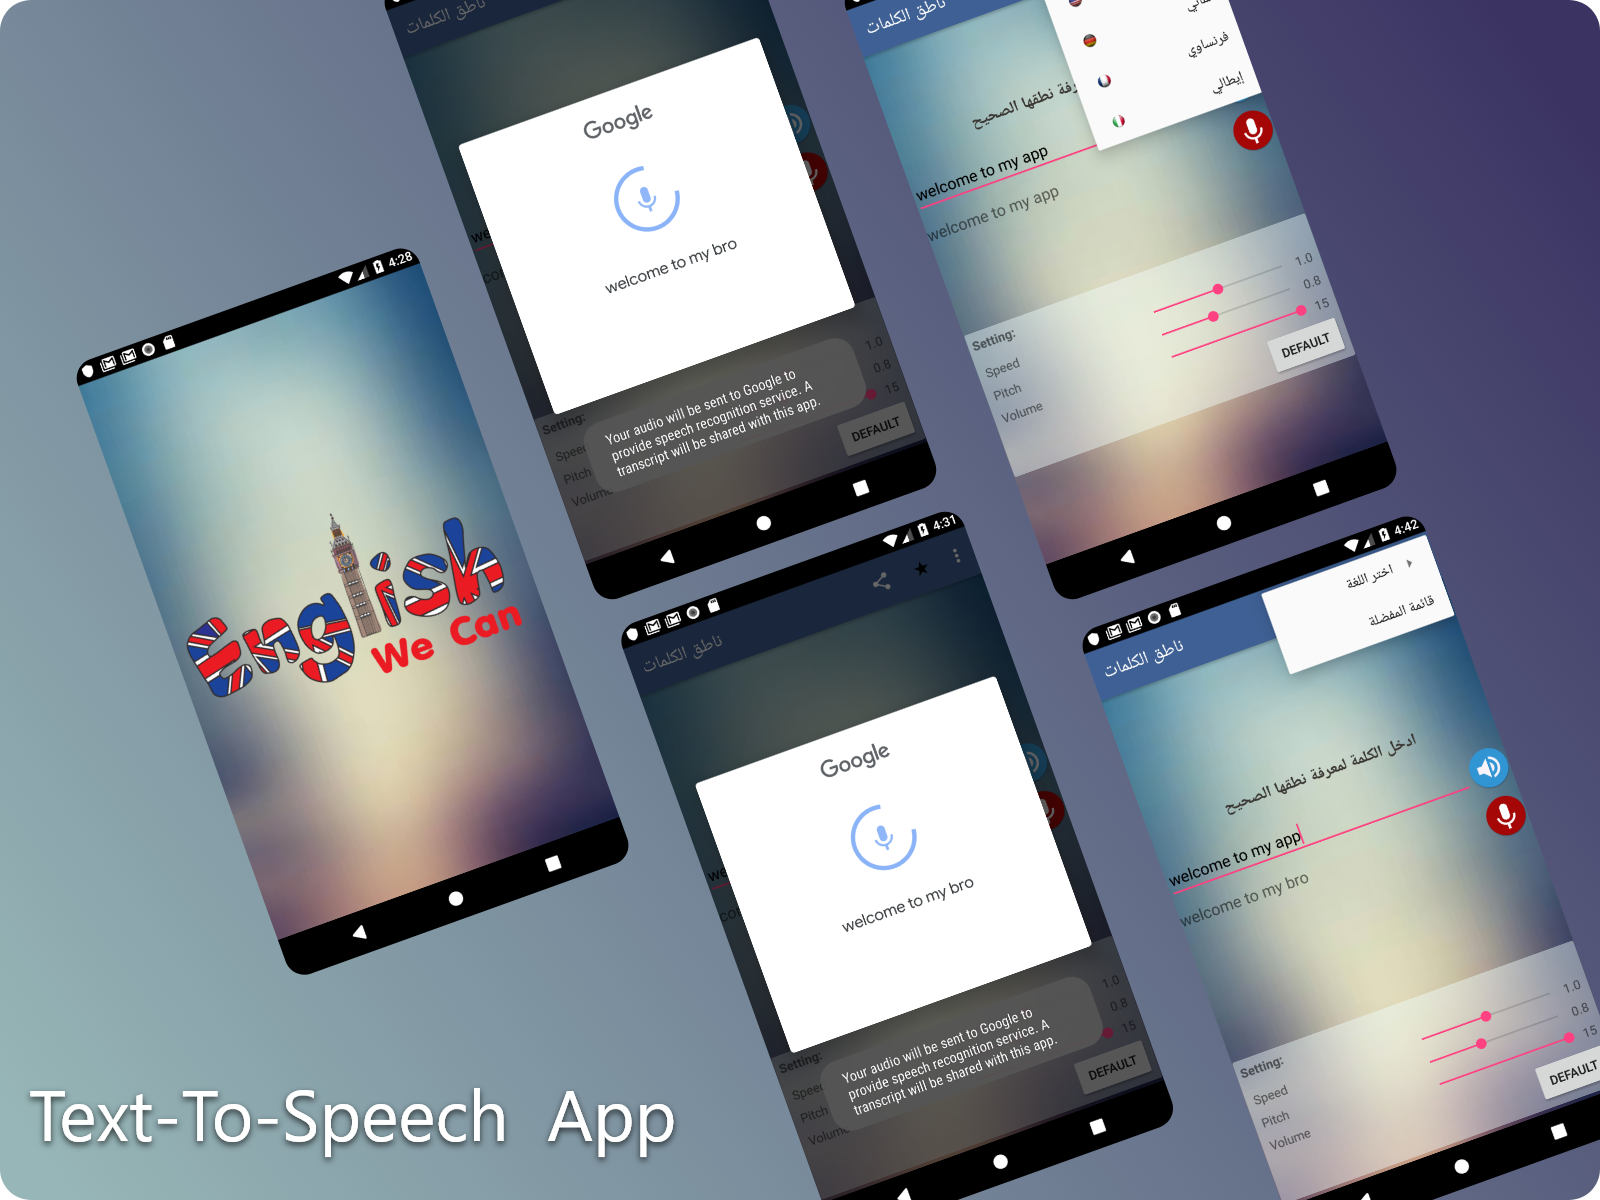 4:28
English
We Can
ناطق الكلمات
Google
welcome to my bro
Your audio will be sent to Google to
provide speech recognition service. A
transcript will be shared with this app.
1.0
0.8
15
Setting:
Pitch
Volume
DEFAULT
ناطق الكلمات
فرنساوي
إيطالي
نطقها الصحيح
welcome to my app
welcome to my app
1.0
0.8
15
Setting:
Speed
Pitch
Volume
DEFAULT
4:31
ناطق الكلمات
Google
welcome to my bro
Your audio will be sent to Google to
provide speech recognition service. A
transcript will be shared with this app.
1.0
0.8
15
Setting:
Pitch
Volume
DEFAULT
4:42
اختر اللغة
قائمة المفضلة
ناطق الكلمات
ادخل الكلمة لمعرفة نطقها الصحيح
welcome to my app
welcome to my bro
1.0
0.8
15
Setting:
Speed
Pitch
Volume
DEFAULT
Text-To-Speech App